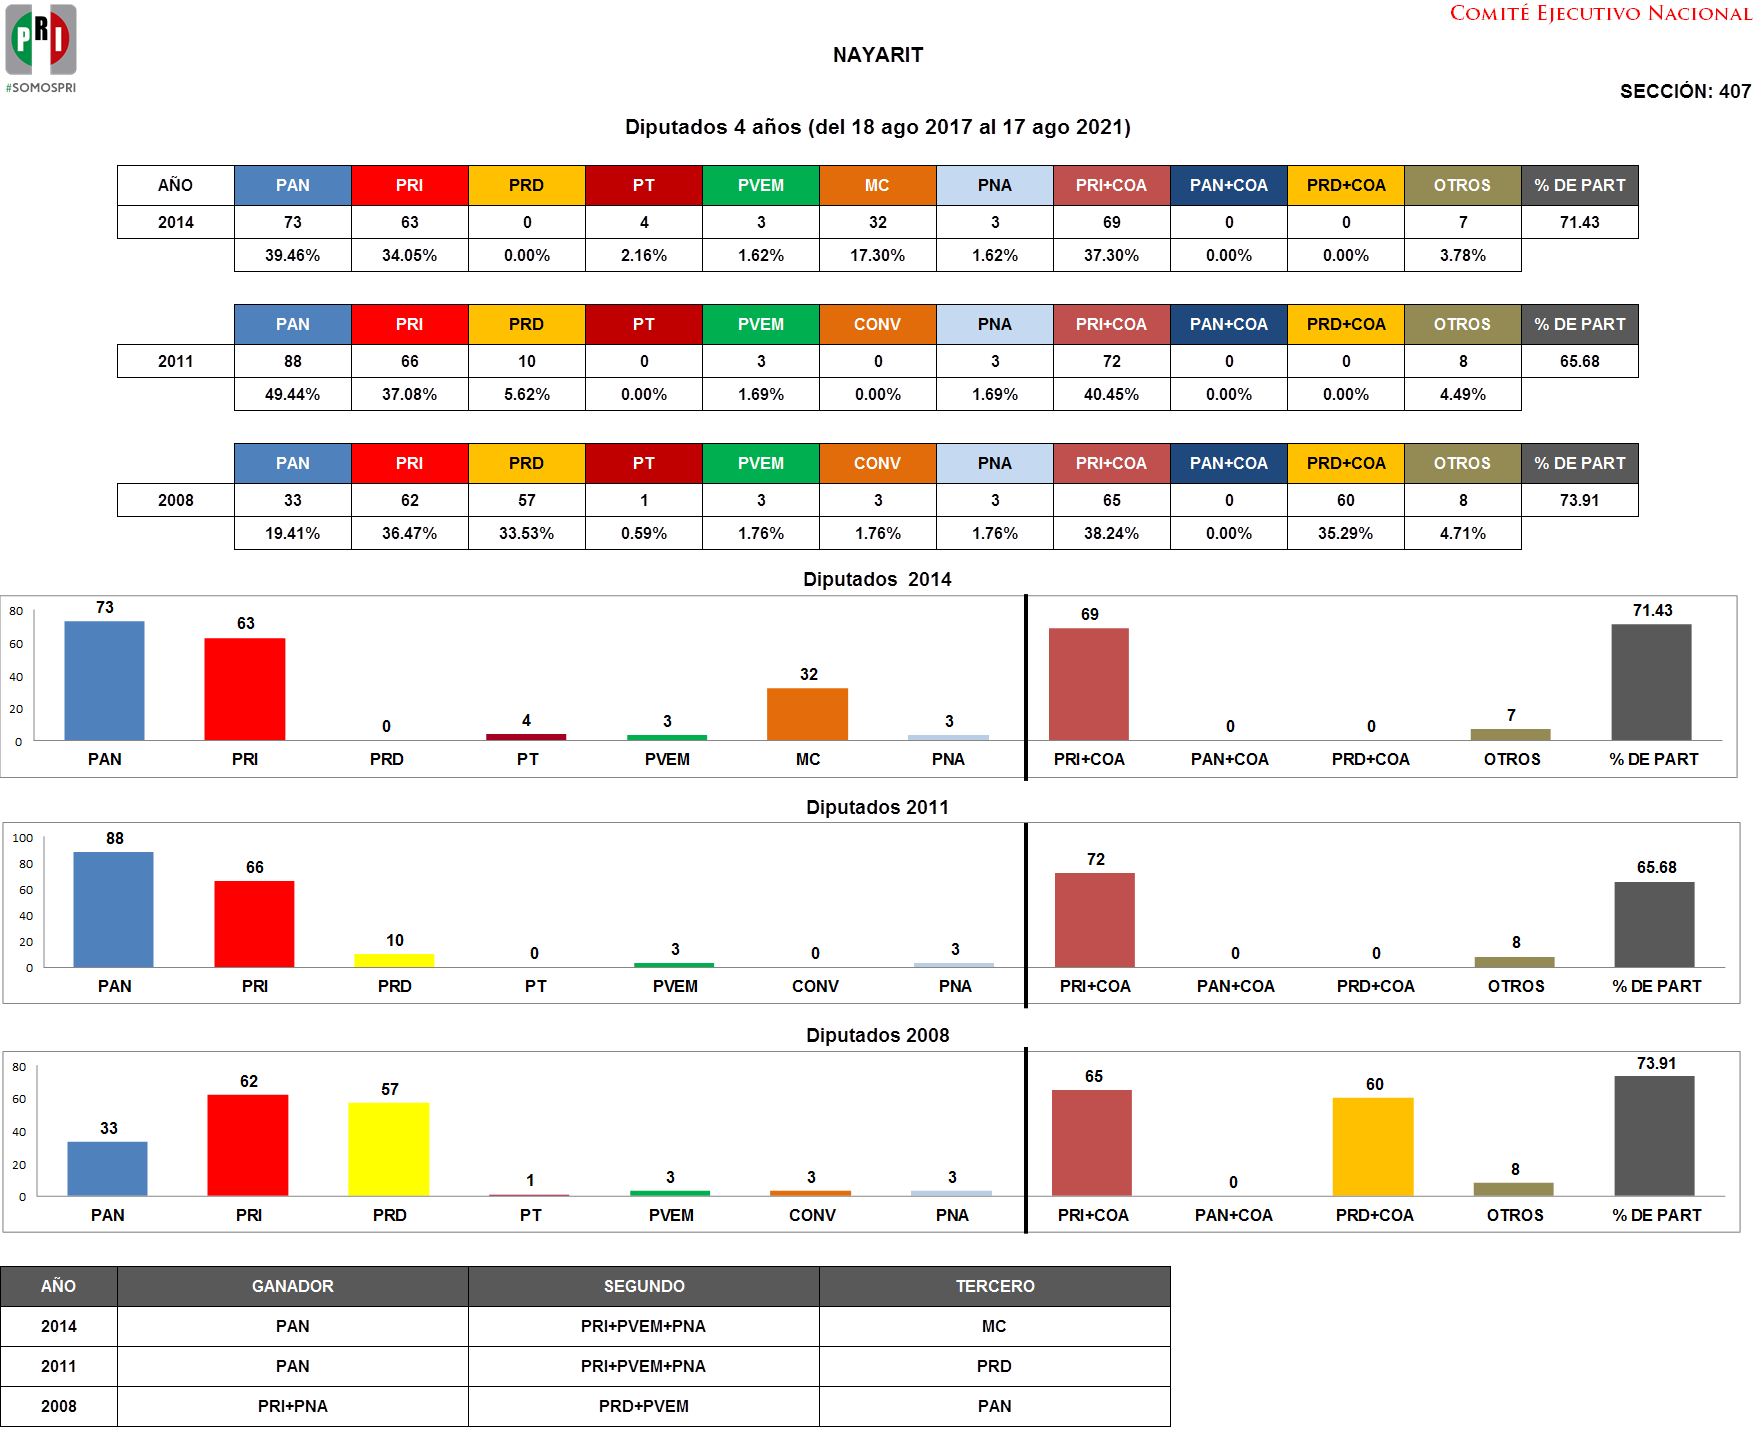 PRI
#SOMOSPRI
COMITÉ EJECUTIVO NACIONAL
NAYARIT
SECCIÓN: 407
Diputados 4 años (del 18 ago 2017 al 17 ago 2021)
AÑO PAN PRI PRD PT PVEM MC PNA PRI+COA PAN+COA PRD+COA OTROS % DE PART
2014 73 63 0 4 3 32 3 69 0 0 7 71.43
39.46% 34.05% 0.00% 2.16% 1.62% 17.30% 1.62% 37.30% 0.00% 0.00% 3.78%
PAN PRI PRD PT PVEM CONV PNA PRI+COA PAN+COA PRD+COA OTROS % DE PART
2011 88 66 10 0 3 0 3 72 0 0 8 65.68
49.44% 37.08% 5.62% 0.00% 1.69% 0.00% 1.69% 40.45% 0.00% 0.00% 4.49%
PAN PRI PRD PT PVEM CONV PNA PRI+COA PAN+COA PRD+COA OTROS % DE PART
2008 33 62 57 1 3 3 3 65 0 60 8 73.91
19.41% 36.47% 33.53% 0.59% 1.76% 1.76% 1.76% 38.24% 0.00% 35.29% 4.71%
Diputados 2014
80
60
40
20
0
73 63 0 4 3 32 3 69 0 0 7 71.43
PAN PRI PRD PT PVEM MC PNA PRI+COA PAN+COA PRD+COA OTROS % DE PART
Diputados 2011
100
80
60
40
20
0
88 66 10 0 3 0 3 72 0 0 8 65.68
PAN PRI PRD PT PVEM CONV PNA PRI+COA PAN+COA PRD+COA OTROS % DE PART
Diputados 2008
80
60
40
20
0
33 62 57 1 3 3 3 65 0 60 8 73.91
PAN PRI PRD PT PVEM CONV PNA PRI+COA PAN+COA PRD+COA OTROS % DE PART
AÑO GANADOR SEGUNDO TERCERO
2014 PAN PRI+PVEM+PNA MC
2011 PAN PRI+PVEM+PNA PRD
2008 PRI+PNA PRD+PVEM PAN